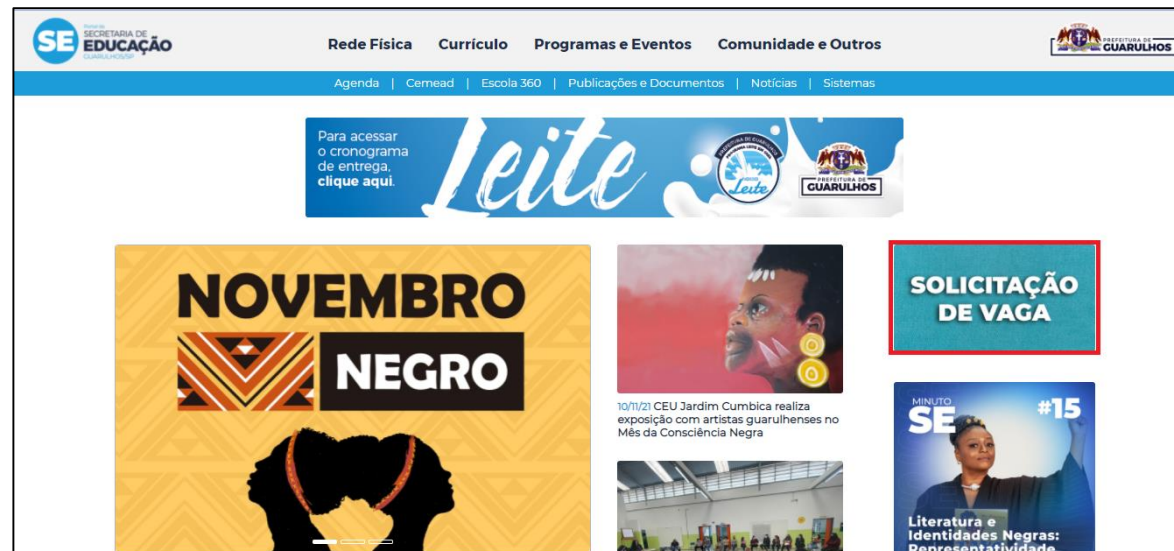 SE
SECRETARIA DE
EDUCAÇÃO
GUARULHOS/SP
Rede Física Currículo Programas e Eventos Comunidade e Outros
PREFEITURA DE
GUARULHOS
Agenda | Cemead | Escola 360 | Publicações e Documentos | Notícias | Sistemas
Para acessar
o cronograma
de entrega,
clique aqui.
Leite
Leite
PREFEITURA DE
GUARULHOS
NOVEMBRO
NEGRO
10/11/21 CEU Jardim Cumbica realiza
exposição com artistas guarulhenses no
Mês da Consciência Negra
SOLICITAÇÃO
DE VAGA
MINUTO
SE
#15
Literatura e
Identidades Negras:
Representatividade